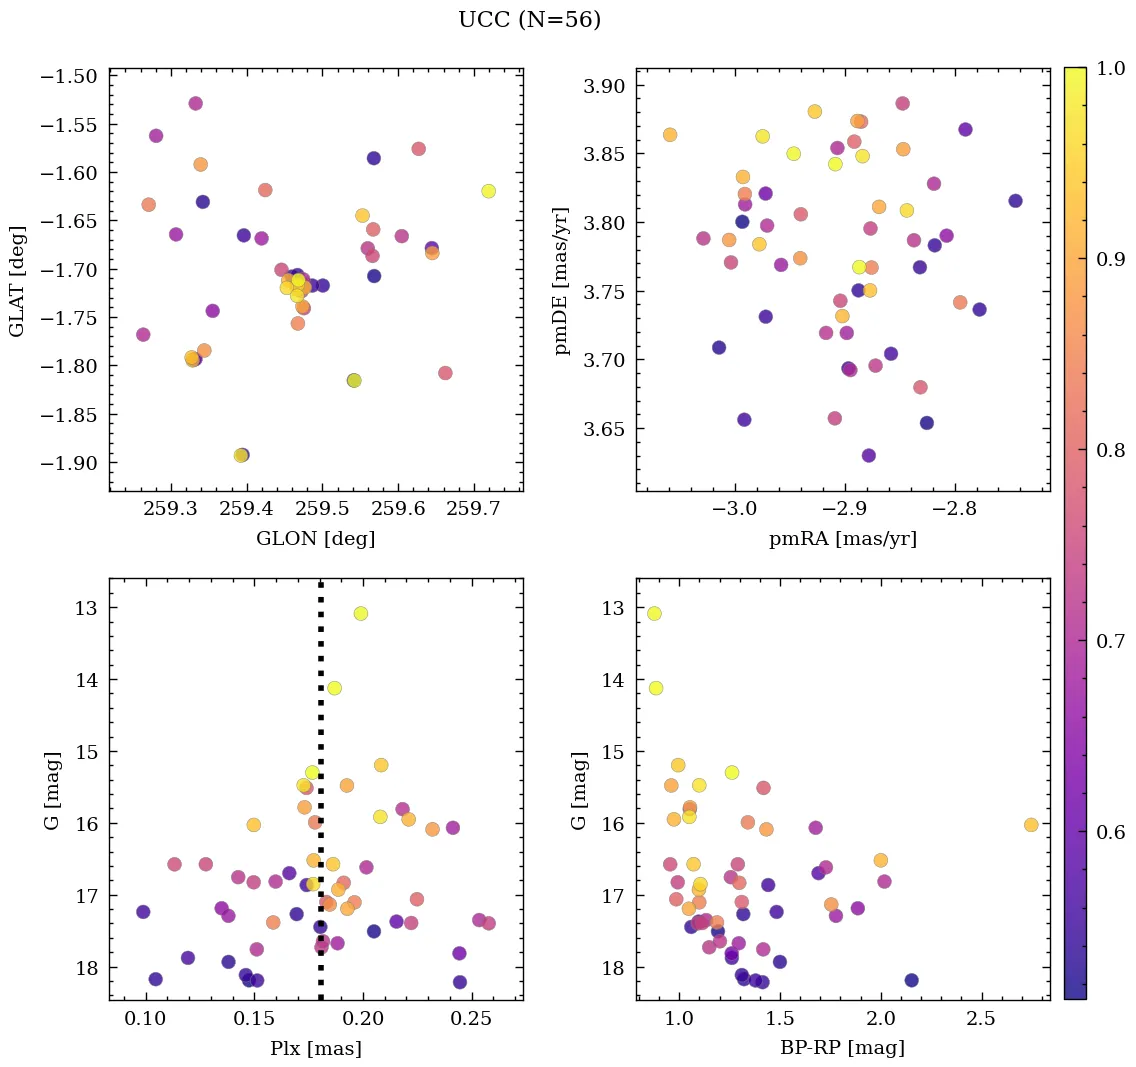 UCC (N=56)
−1.50
−1.55
−1.60
−1.65
−1.70
−1.75
−1.80
−1.85
−1.90
GLAT [deg]
259.3 259.4 259.5 259.6 259.7
GLON [deg]
3.90
3.85
3.80
3.75
3.70
3.65
pmDE [mas/yr]
−3.0 −2.9 −2.8
pmRA [mas/yr]
1.0
0.9
0.8
0.7
0.6
13
14
15
16
17
18
G [mag]
0.10 0.15 0.20 0.25
Plx [mas]
13
14
15
16
17
18
G [mag]
1.0 1.5 2.0 2.5
BP-RP [mag]